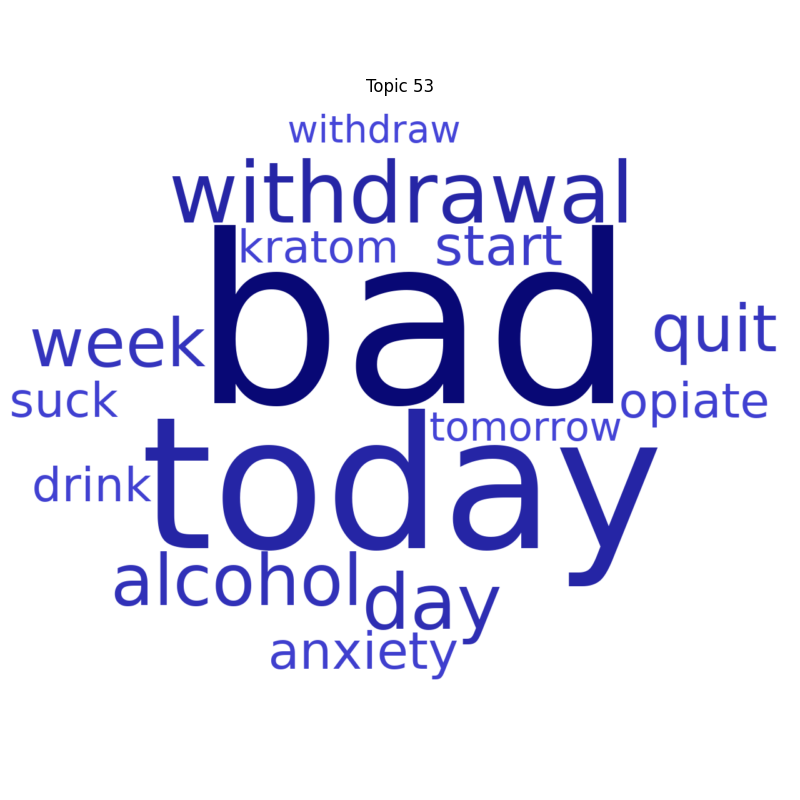 Topic 53
withdraw
withdrawal
kratom start
bad
week quit
suck opiate
tomorrow
today
drink
alcohol day
anxiety